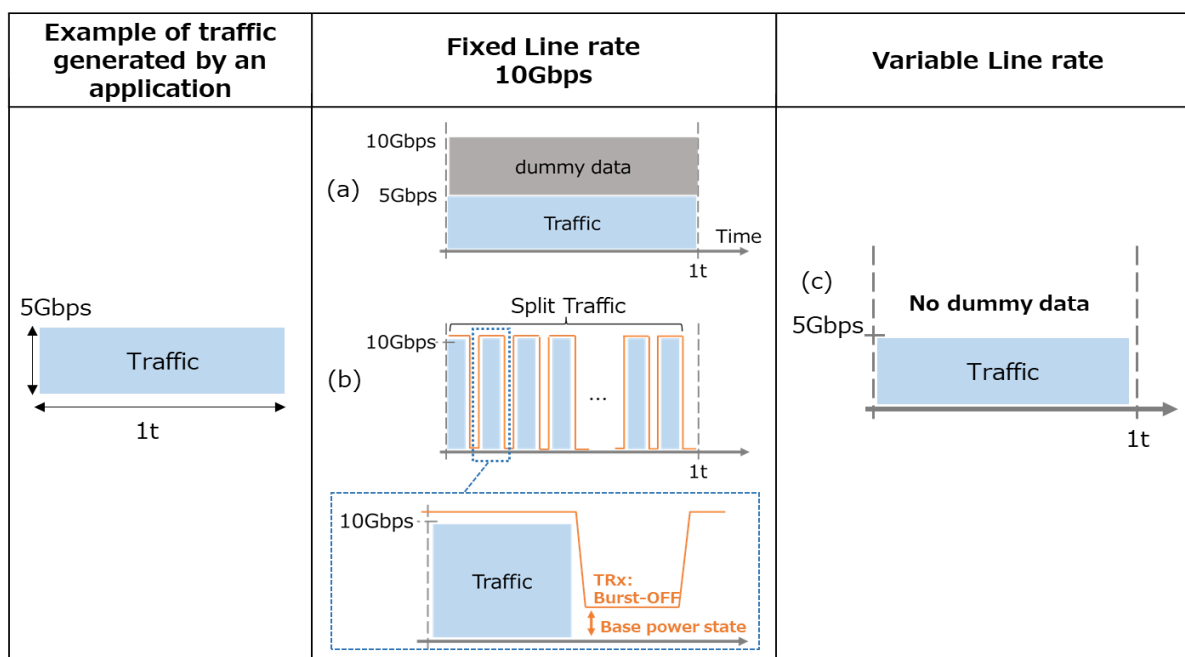 Example of traffic
generated by an
application
Fixed Line rate
10Gbps
Variable Line rate
5Gbps
Traffic
1t
(a)
10Gbps
dummy data
5Gbps
Traffic
Time
1t
(b)
Split Traffic
10Gbps
...
1t
10Gbps
Traffic
TRx:
Burst-OFF
Base power state
(c)
No dummy data
5Gbps
Traffic
1t